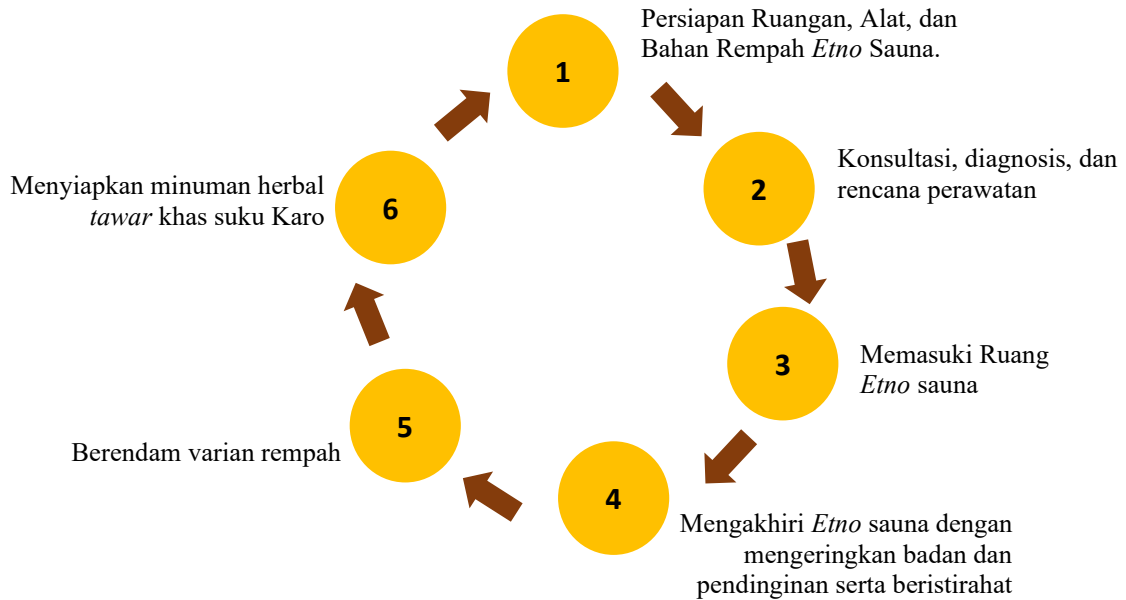 1
Persiapan Ruangan, Alat, dan
Bahan Rempah Etno Sauna.
2
Konsultasi, diagnosis, dan
rencana perawatan
3
Memasuki Ruang
Etno sauna
4
Mengakhiri Etno sauna dengan
mengeringkan badan dan
pendinginan serta beristirahat
5
Berendam varian rempah
6
Menyiapkan minuman herbal
tawar khas suku Karo